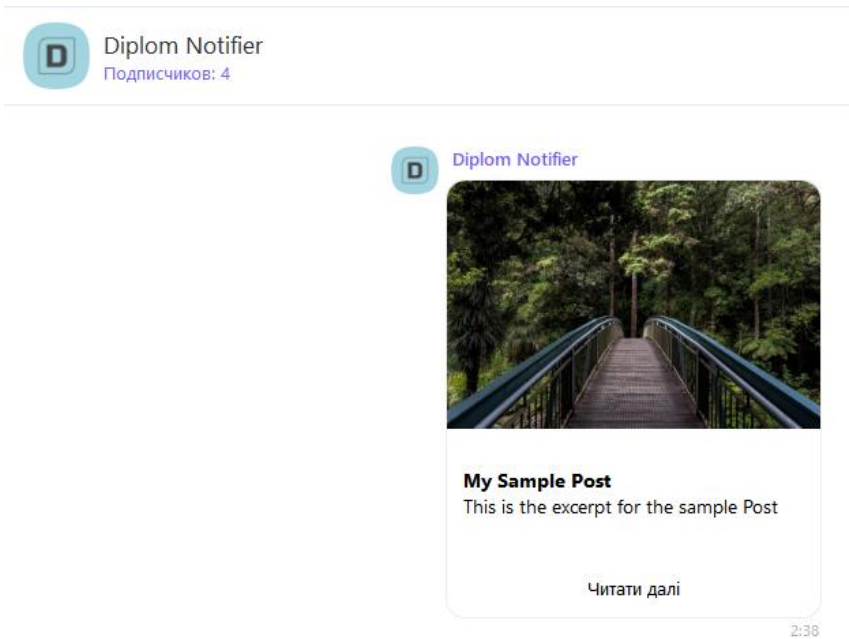 D
Diplom Notifier
Подписчиков: 4
D
Diplom Notifier
My Sample Post
This is the excerpt for the sample Post
Читати далі
2:38